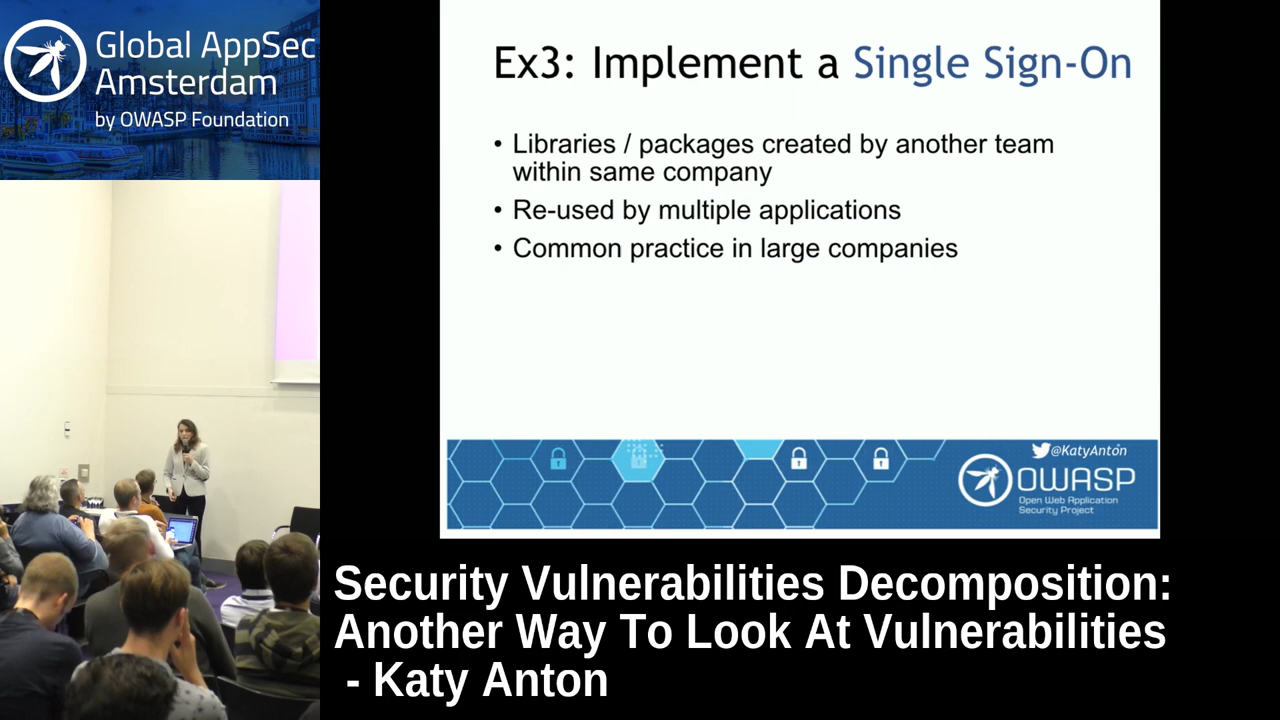 Global AppSec
Amsterdam
by OWASP Foundation
Ex3: Implement a Single Sign-On
• Libraries / packages created by another team
within same company
• Re-used by multiple applications
• Common practice in large companies
@KatyAnton
OWASP
Open Web Application
Security Project
Security Vulnerabilities Decomposition:
Another Way To Look At Vulnerabilities
- Katy Anton